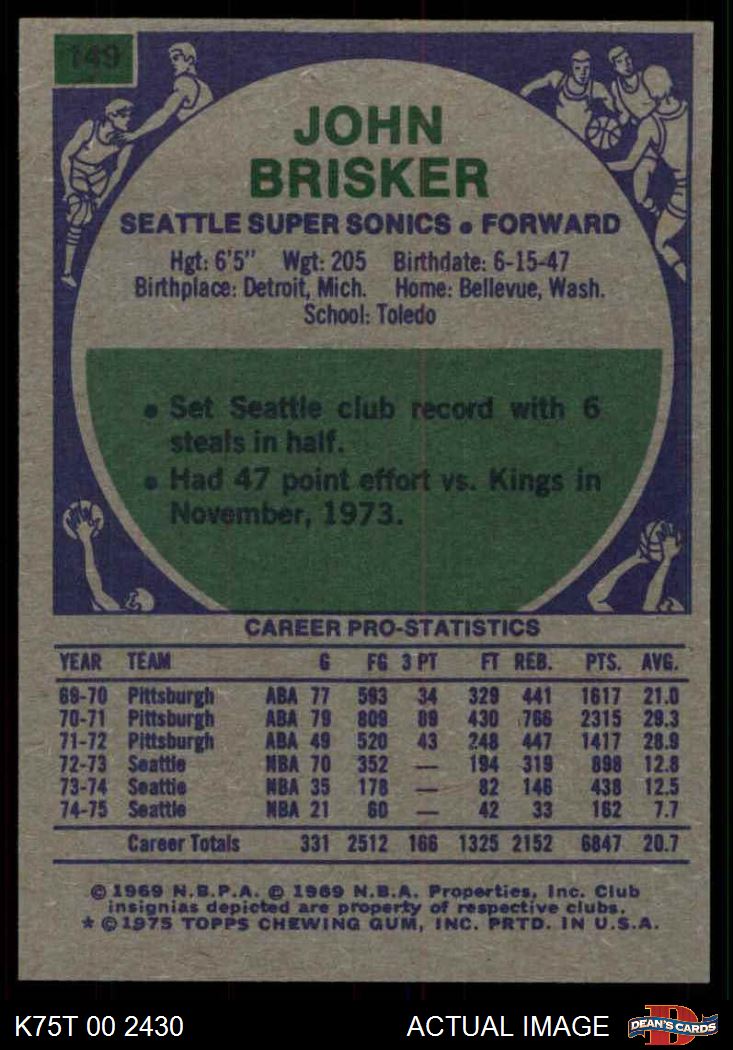 149
JOHN
BRISKER
SEATTLE SUPER SONICS • FORWARD
Hgt: 6'5" Wgt: 205 Birthdate: 6-15-47
Birthplace: Detroit, Mich. Home: Bellevue, Wash.
School: Toledo
• Set Seattle club record with 6
steals in half.
• Had 47 point effort vs. Kings in
November, 1973.
CAREER PRO-STATISTICS
YEAR TEAM G FG 3 PT FT REB. PTS. AVG.
69-70 Pittsburgh ABA 77 593 34 329 441 1617 21.0
70-71 Pittsburgh ABA 79 809 89 430 766 2315 29.3
71-72 Pittsburgh ABA 49 520 43 248 447 1417 28.9
72-73 Seattle NBA 70 352 — 194 319 898 12.8
73-74 Seattle NBA 35 178 — 82 146 438 12.5
74-75 Seattle NBA 21 60 — 42 33 162 7.7
Career Totals 331 2512 166 1325 2152 6847 20.7
© 1969 N.B.P.A. © 1969 N.B.A. Properties, Inc. Club
insignias depicted are property of respective clubs.
* © 1975 TOPPS CHEWING GUM, INC. PRTD. IN U.S.A.
K75T 00 2430 ACTUAL IMAGE DEAN'S CARDS